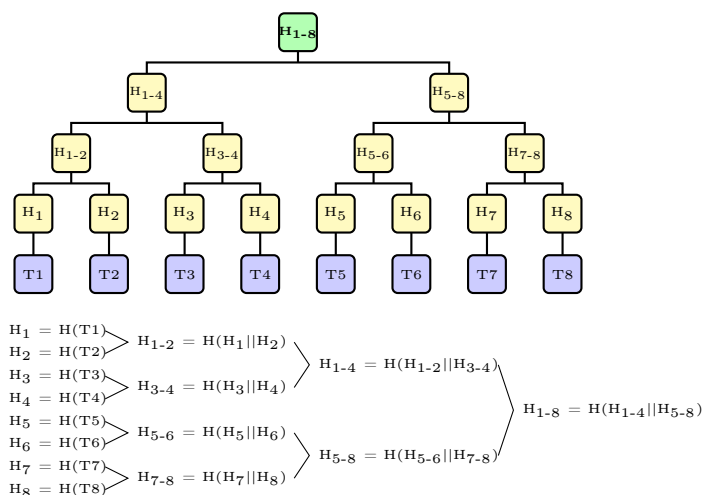 H1-8
H1-4 H5-8
H1-2 H3-4 H5-6 H7-8
H1 H2 H3 H4 H5 H6 H7 H8
T1 T2 T3 T4 T5 T6 T7 T8
H1 = H(T1)
H2 = H(T2)
H3 = H(T3)
H4 = H(T4)
H5 = H(T5)
H6 = H(T6)
H7 = H(T7)
H8 = H(T8)
H1-2 = H(H1||H2)
H3-4 = H(H3||H4)
H5-6 = H(H5||H6)
H7-8 = H(H7||H8)
H1-4 = H(H1-2||H3-4)
H5-8 = H(H5-6||H7-8)
H1-8 = H(H1-4||H5-8)